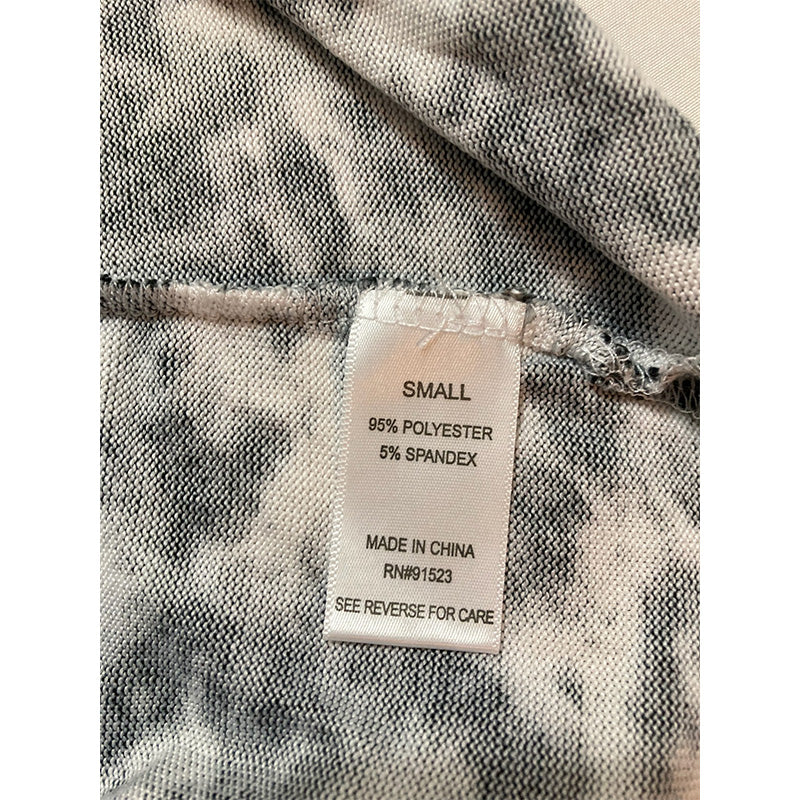 SMALL
95% POLYESTER
5% SPANDEX
MADE IN CHINA
RN#91523
SEE REVERSE FOR CARE